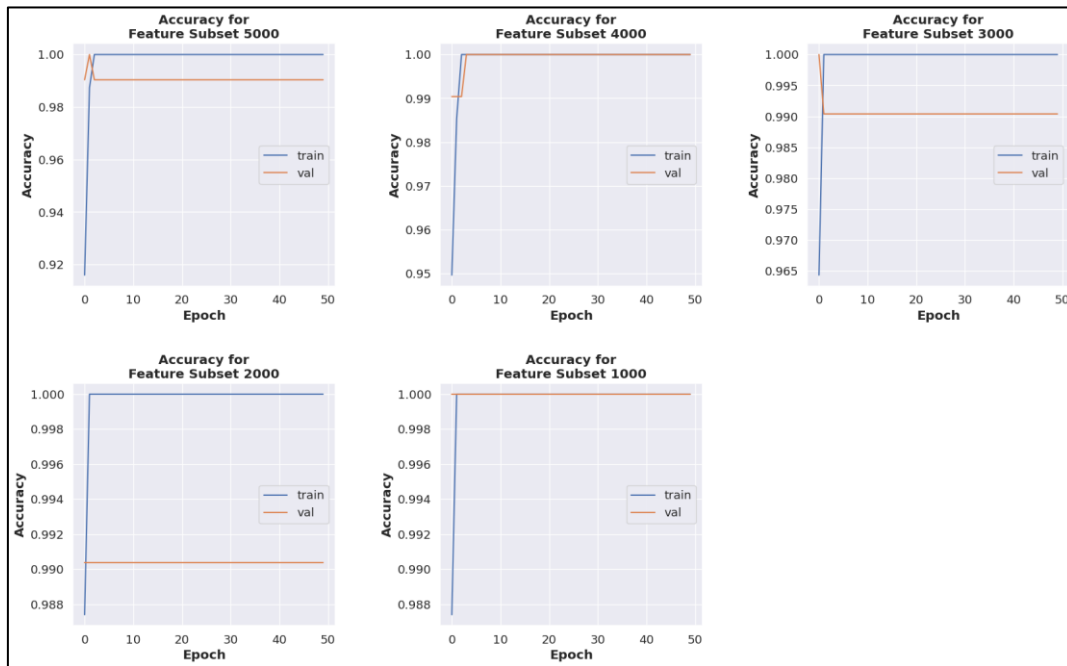 Accuracy for
Feature Subset 5000
Accuracy
1.00
0.98
0.96
0.94
0.92
train
val
0 10 20 30 40 50
Epoch
Accuracy for
Feature Subset 4000
Accuracy
1.00
0.99
0.98
0.97
0.96
0.95
train
val
0 10 20 30 40 50
Epoch
Accuracy for
Feature Subset 3000
Accuracy
1.000
0.995
0.990
0.985
0.980
0.975
0.970
0.965
train
val
0 10 20 30 40 50
Epoch
Accuracy for
Feature Subset 2000
Accuracy
1.000
0.998
0.996
0.994
0.992
0.990
0.988
train
val
0 10 20 30 40 50
Epoch
Accuracy for
Feature Subset 1000
Accuracy
1.000
0.998
0.996
0.994
0.992
0.990
0.988
train
val
0 10 20 30 40 50
Epoch